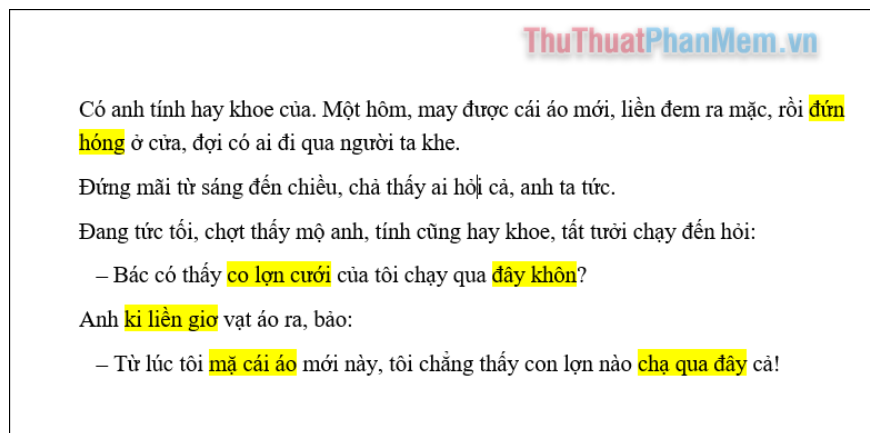 ThuThuatPhanMem.vn
Có anh tính hay khoe của. Một hôm, may được cái áo mới, liền đem ra mặc, rồi đứn
hóng ở cửa, đợi có ai đi qua người ta khe.
Đứng mãi từ sáng đến chiều, chả thấy ai hỏi cả, anh ta tức.
Đang tức tối, chợt thấy mộ anh, tính cũng hay khoe, tất tưởi chạy đến hỏi:
– Bác có thấy co lợn cưới của tôi chạy qua đây khôn?
Anh ki liền giơ vạt áo ra, bảo:
– Từ lúc tôi mặ cái áo mới này, tôi chẳng thấy con lợn nào chạ qua đây cả!